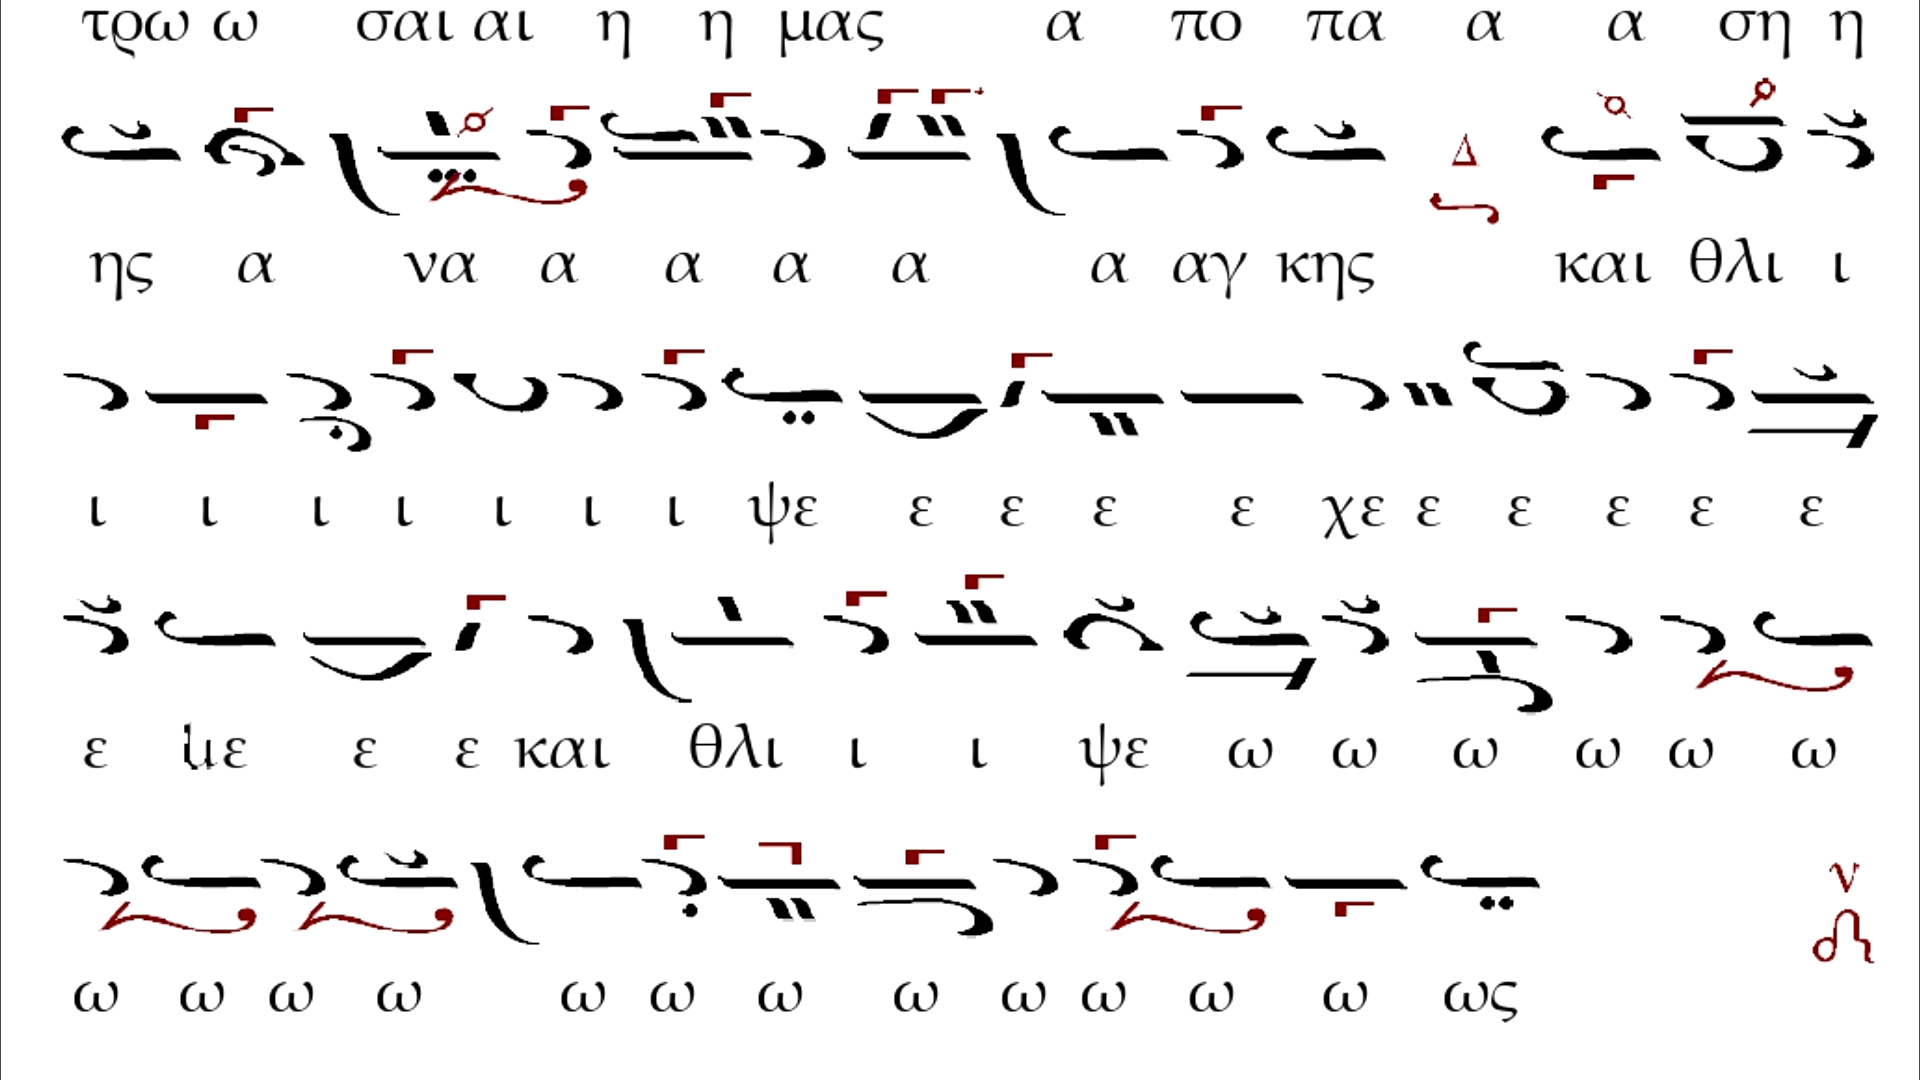 τρω ω σαι αι η η μας α πο πα α α ση η
Δ
ης α να α α α α α αγ κης και θλι ι
ι ι ι ι ι ι ι ψε ε ε ε ε χε ε ε ε ε ε
ε με ε ε και θλι ι ι ψε ω ω ω ω ω ω
ν
ω ω ω ω ω ω ω ω ω ω ω ω ως